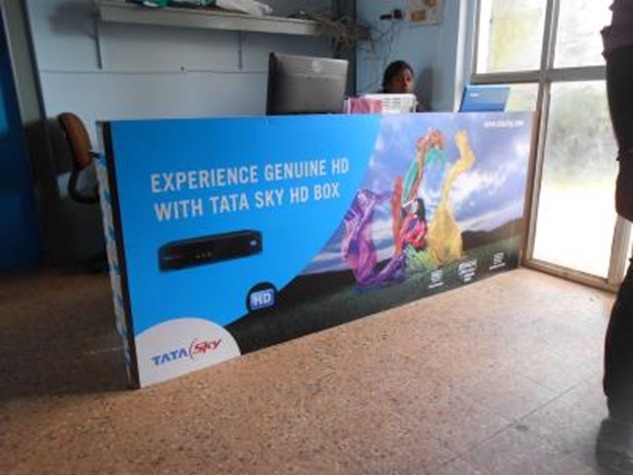 EXPERIENCE GENUINE HD
WITH TATA SKY HD BOX
HD
TATA SKY